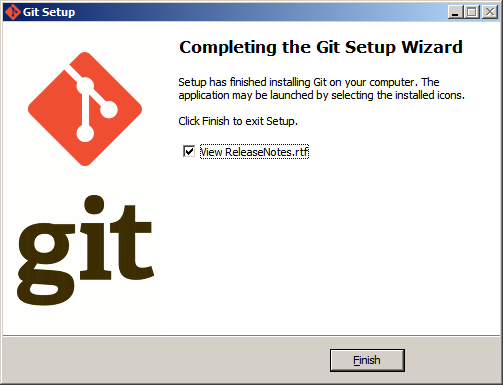 Git Setup
Completing the Git Setup Wizard
Setup has finished installing Git on your computer. The
application may be launched by selecting the installed icons.
Click Finish to exit Setup.
View ReleaseNotes.rtf
git
Finish